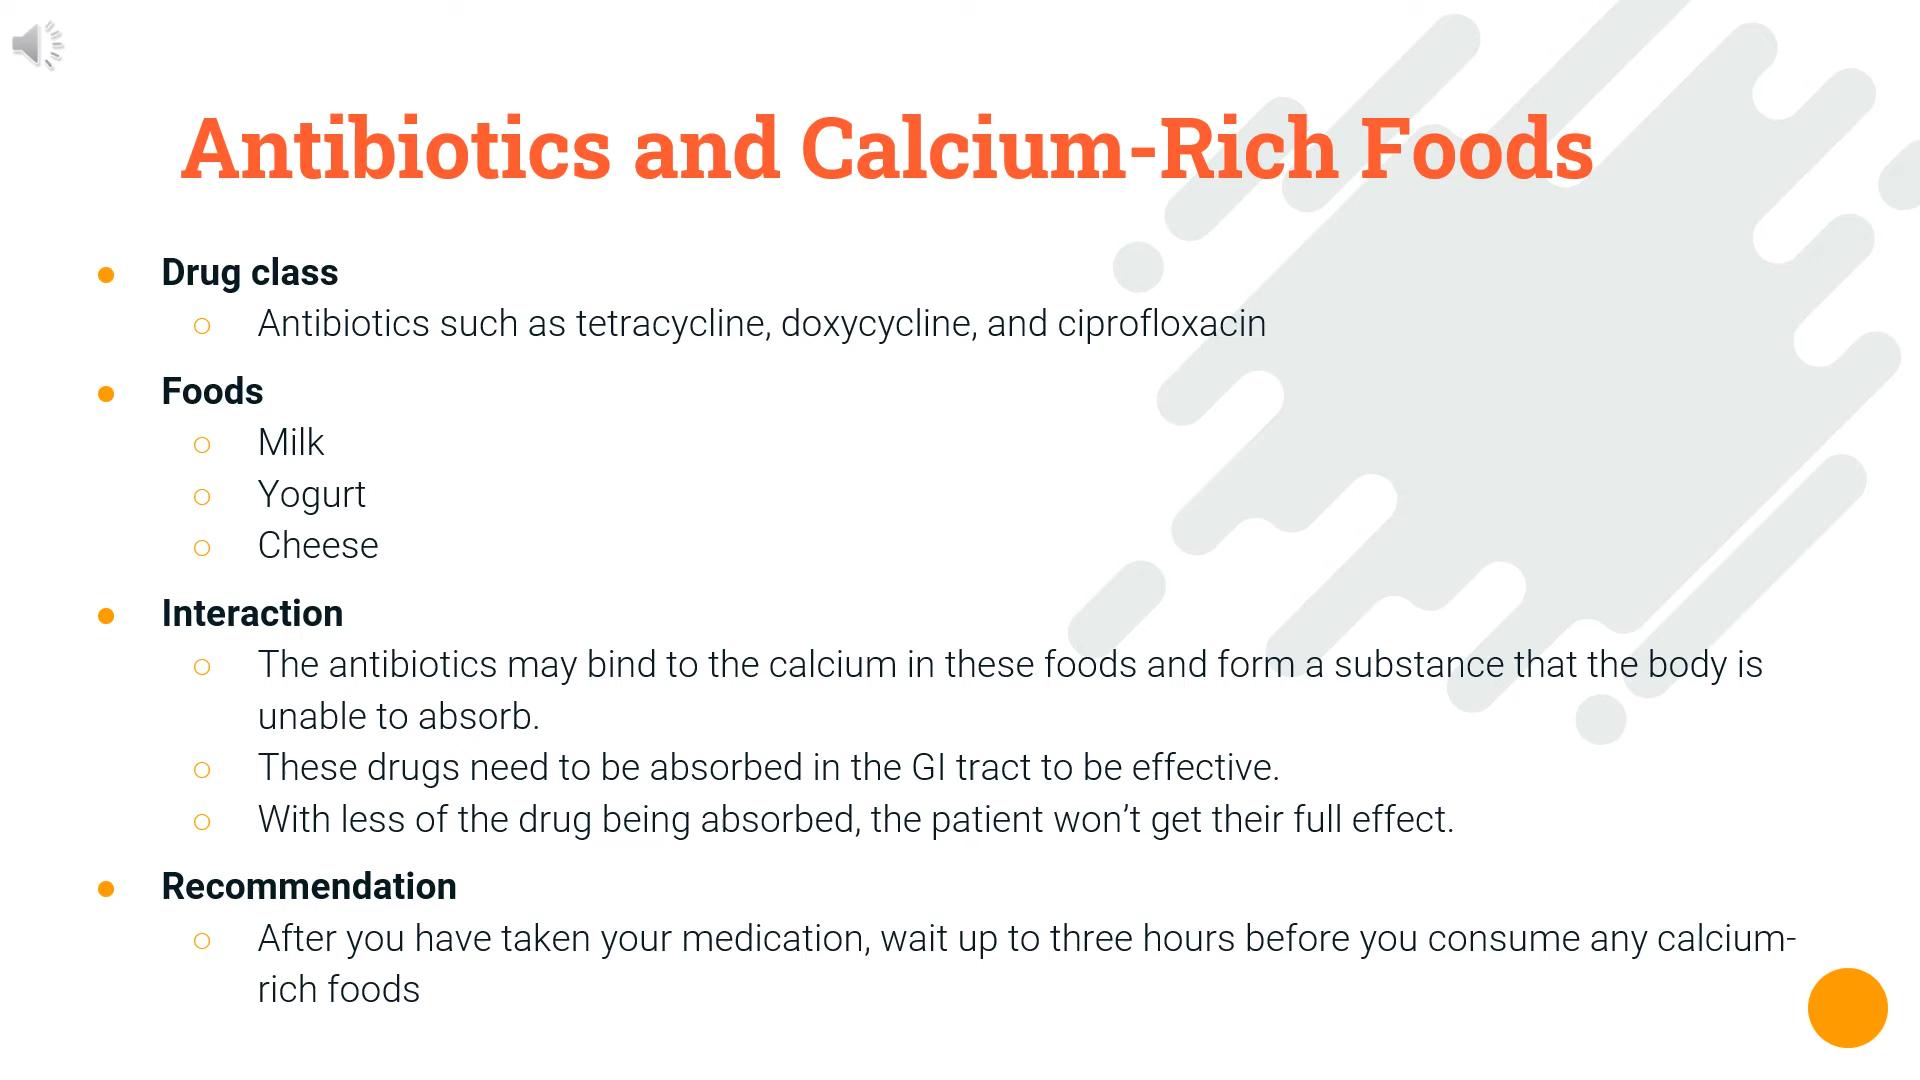 Antibiotics and Calcium-Rich Foods
Drug class
Antibiotics such as tetracycline, doxycycline, and ciprofloxacin
Foods
Milk
Yogurt
Cheese
Interaction
The antibiotics may bind to the calcium in these foods and form a substance that the body is
unable to absorb.
These drugs need to be absorbed in the GI tract to be effective.
With less of the drug being absorbed, the patient won’t get their full effect.
Recommendation
After you have taken your medication, wait up to three hours before you consume any calcium-
rich foods